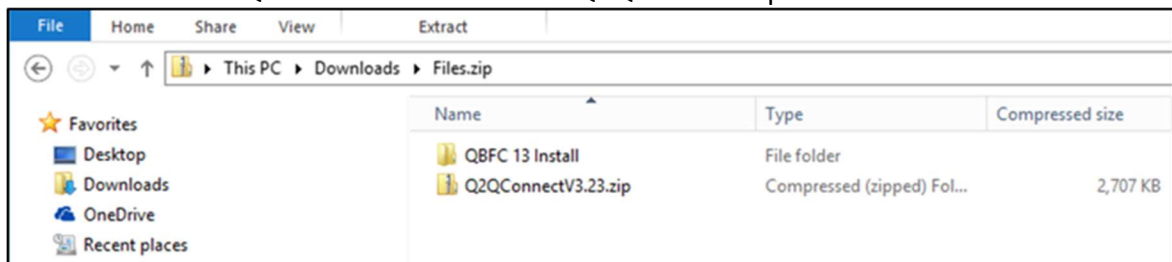 File Home Share View Extract
This PC Downloads Files.zip
Name Type Compressed size
Favorites
Desktop
Downloads
OneDrive
Recent places
QBFC 13 Install File folder
Q2QConnectV3.23.zip Compressed (zipped) Fol... 2,707 KB